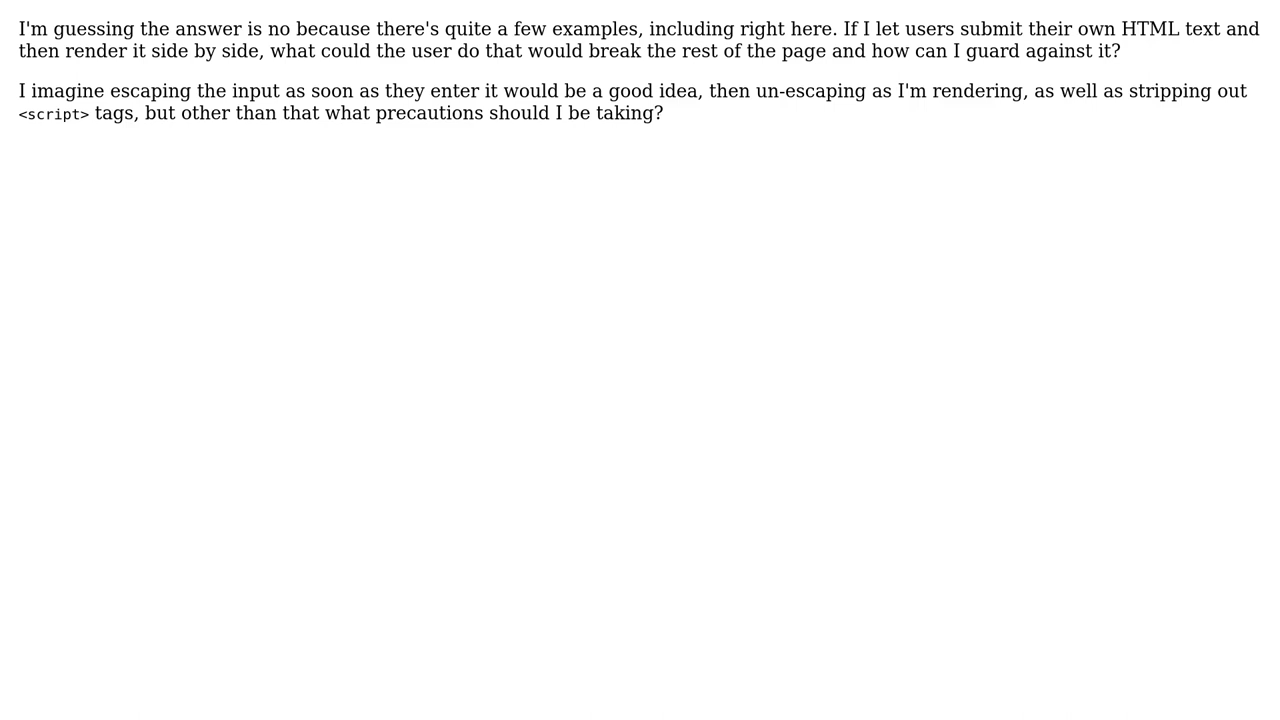 I'm guessing the answer is no because there's quite a few examples, including right here. If I let users submit their own HTML text and
then render it side by side, what could the user do that would break the rest of the page and how can I guard against it?
I imagine escaping the input as soon as they enter it would be a good idea, then un-escaping as I'm rendering, as well as stripping out
<script> tags, but other than that what precautions should I be taking?